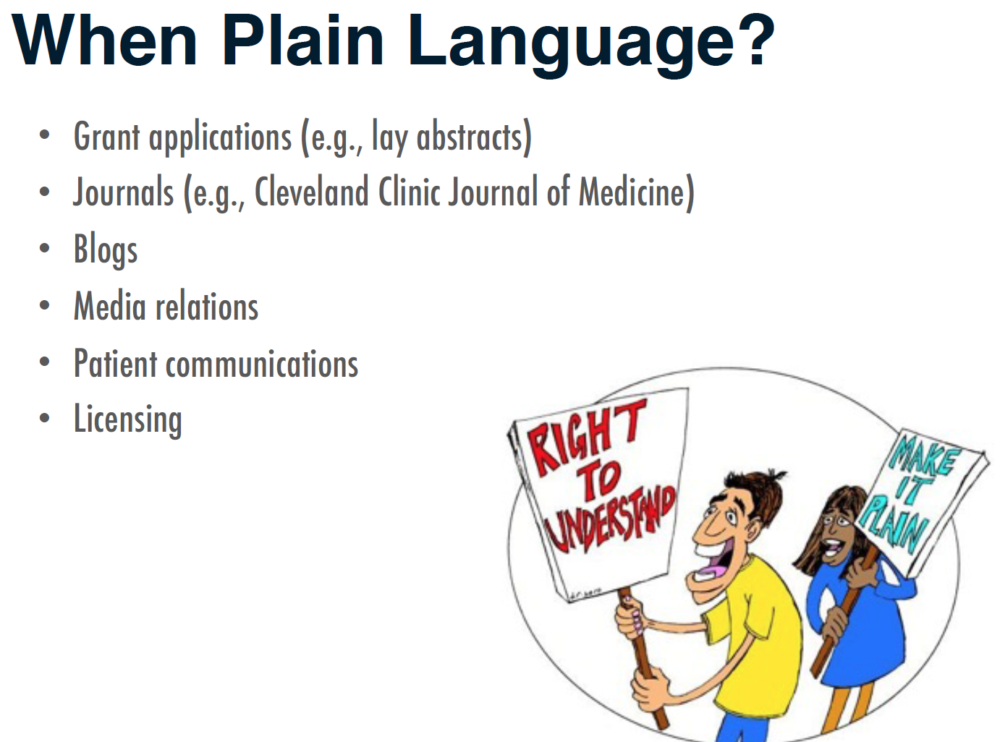 When Plain Language?
• Grant applications (e.g., lay abstracts)
• Journals (e.g., Cleveland Clinic Journal of Medicine)
• Blogs
• Media relations
• Patient communications
• Licensing
RIGHT
TO
UNDERSTAND
MAKE
IT
PLAIN